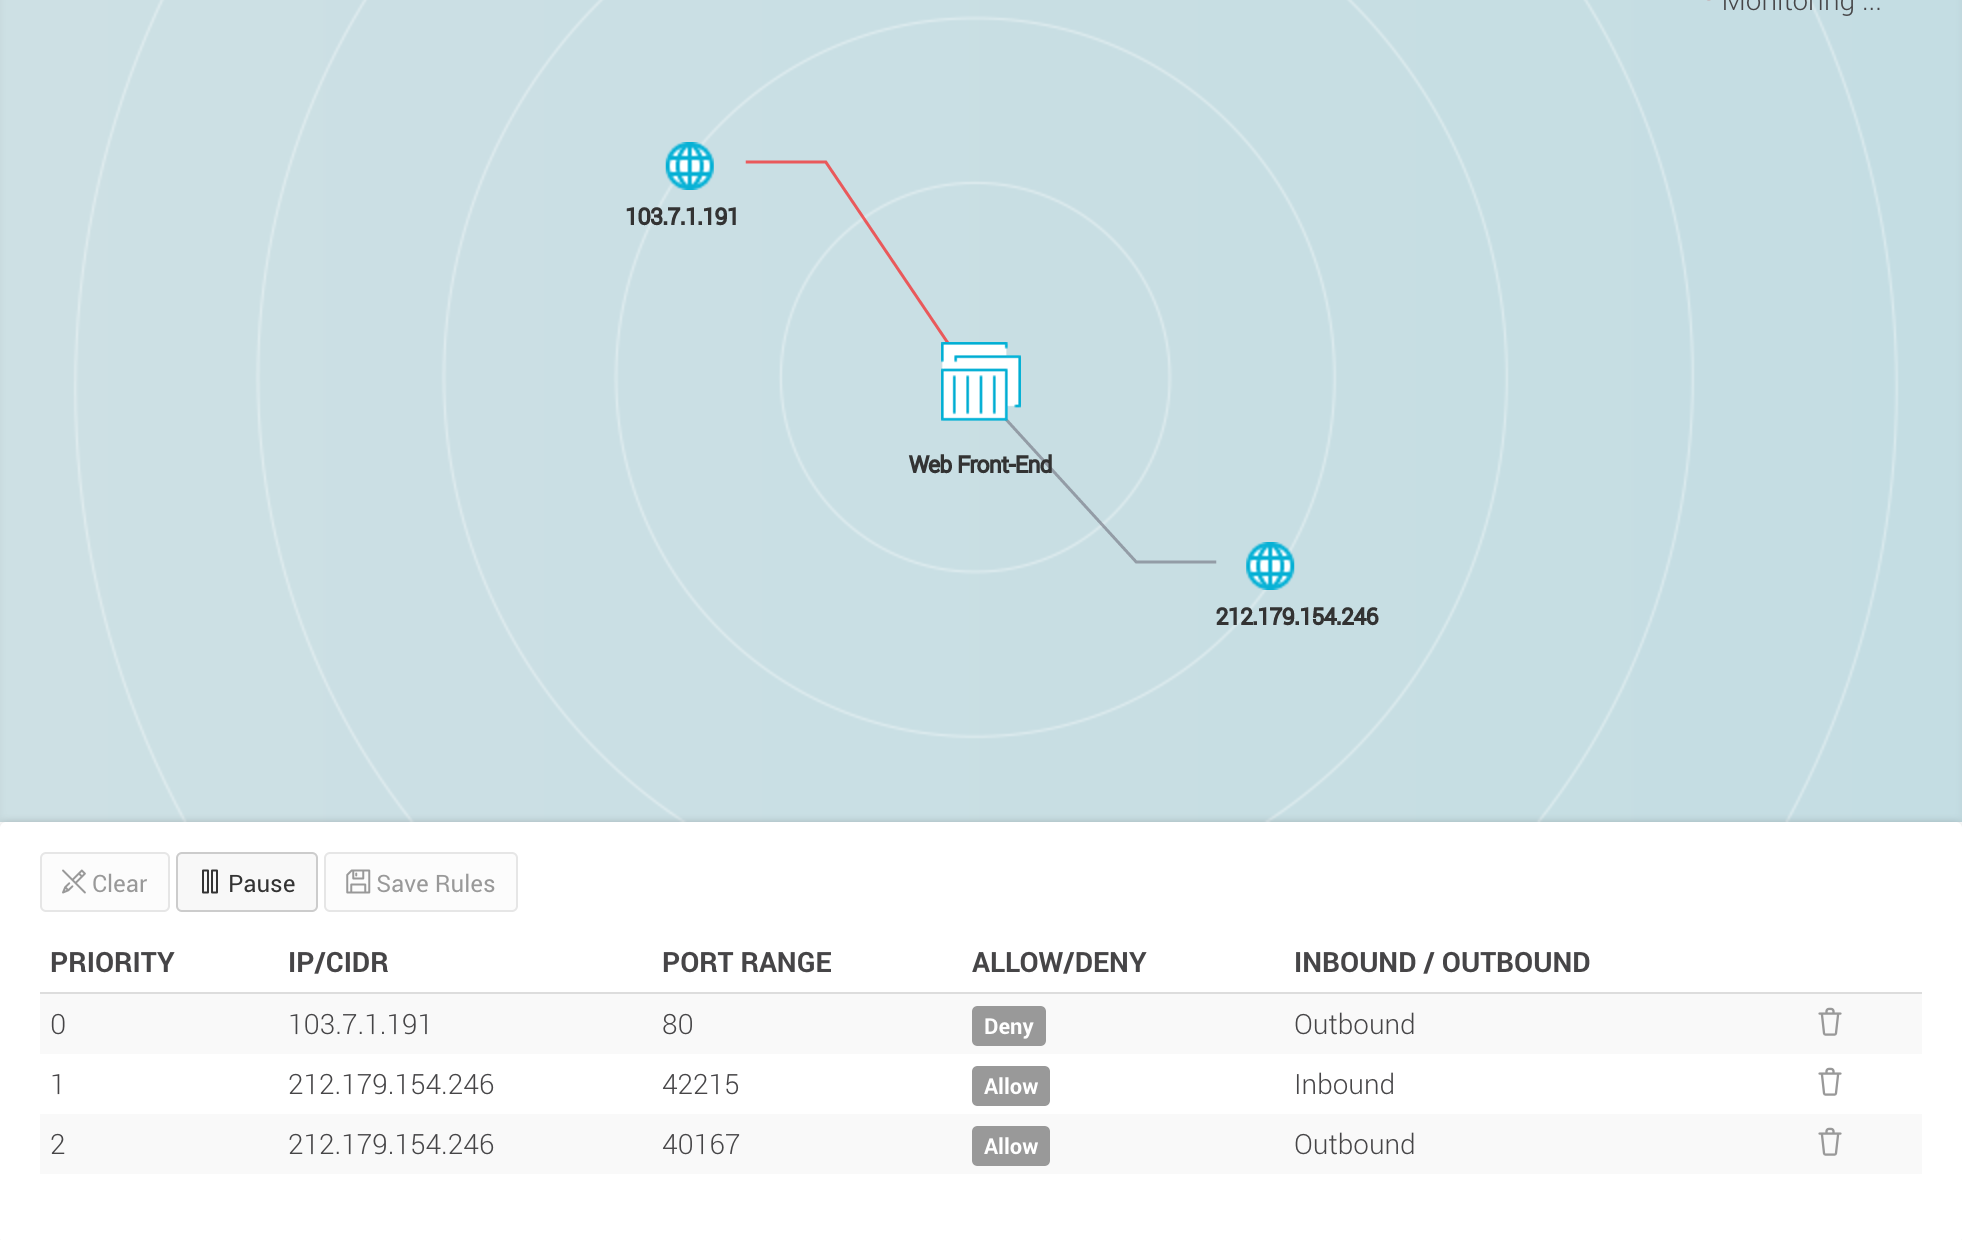 Monitoring ...
103.7.1.191
Web Front-End
212.179.154.246
Clear Pause Save Rules
PRIORITY IP/CIDR PORT RANGE ALLOW/DENY INBOUND / OUTBOUND
0 103.7.1.191 80 Deny Outbound
1 212.179.154.246 42215 Allow Inbound
2 212.179.154.246 40167 Allow Outbound